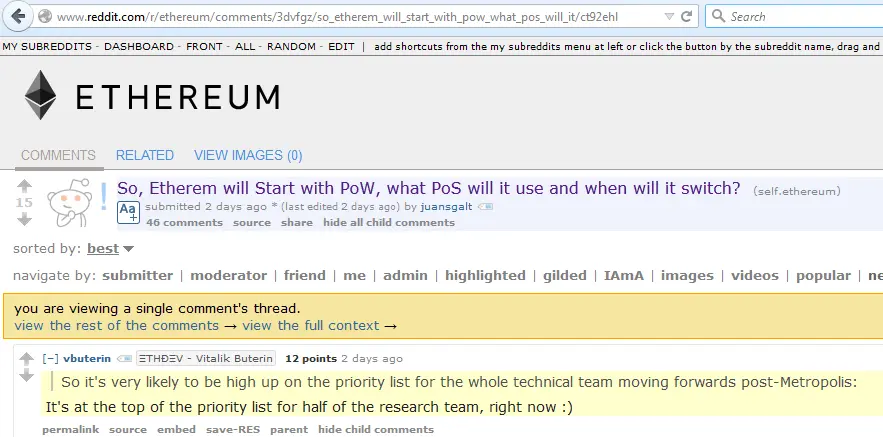 www.reddit.com/r/ethereum/comments/3dvfgz/so_etherem_will_start_with_pow_what_pos_will_it/ct92ehl
Search
MY SUBREDDITS - DASHBOARD - FRONT - ALL - RANDOM - EDIT | add shortcuts from the my subreddits menu at left or click the button by the subreddit name, drag and
ETHEREUM
COMMENTS RELATED VIEW IMAGES (0)
15
So, Etherem will Start with PoW, what PoS will it use and when will it switch? (self.ethereum)
Aa+ submitted 2 days ago * (last edited 2 days ago) by juansgalt
46 comments source share hide all child comments
sorted by: best
navigate by: submitter | moderator | friend | me | admin | highlighted | gilded | IAmA | images | videos | popular | ne
you are viewing a single comment's thread.
view the rest of the comments → view the full context →
[–] vbuterin ΞTHÐΞV - Vitalik Buterin 12 points 2 days ago
So it's very likely to be high up on the priority list for the whole technical team moving forwards post-Metropolis:
It's at the top of the priority list for half of the research team, right now :)
permalink source embed save-RES parent hide child comments